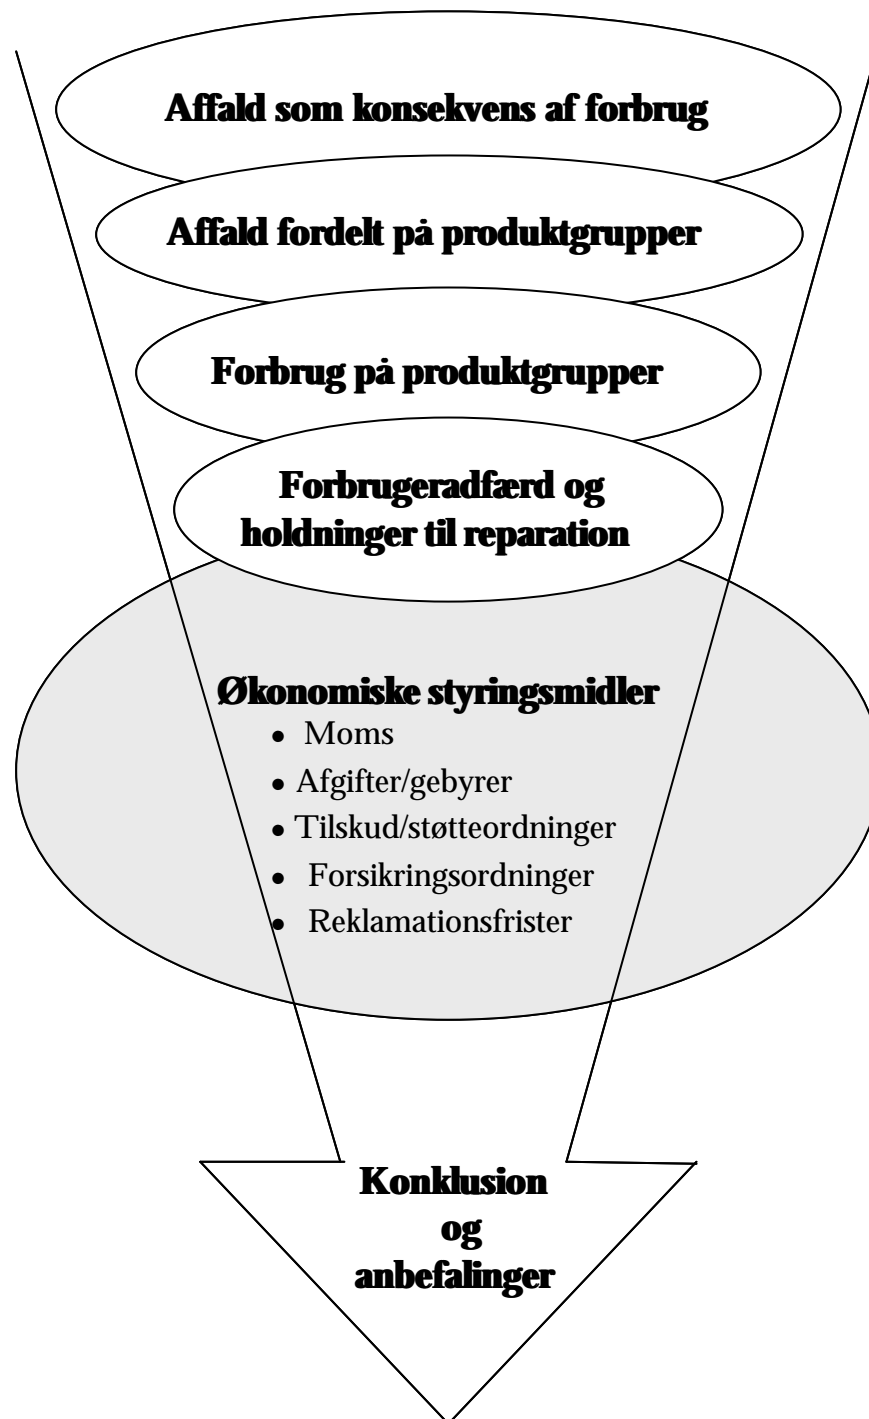 Affald som konsekvens af forbrug
Affald fordelt på produktgrupper
Forbrug på produktgrupper
Forbrugeradfærd og
holdninger til reparation
Økonomiske styringsmidler
• Moms
• Afgifter/gebyrer
• Tilskud/støtteordninger
• Forsikringsordninger
• Reklamationsfrister
Konklusion
og
anbefalinger